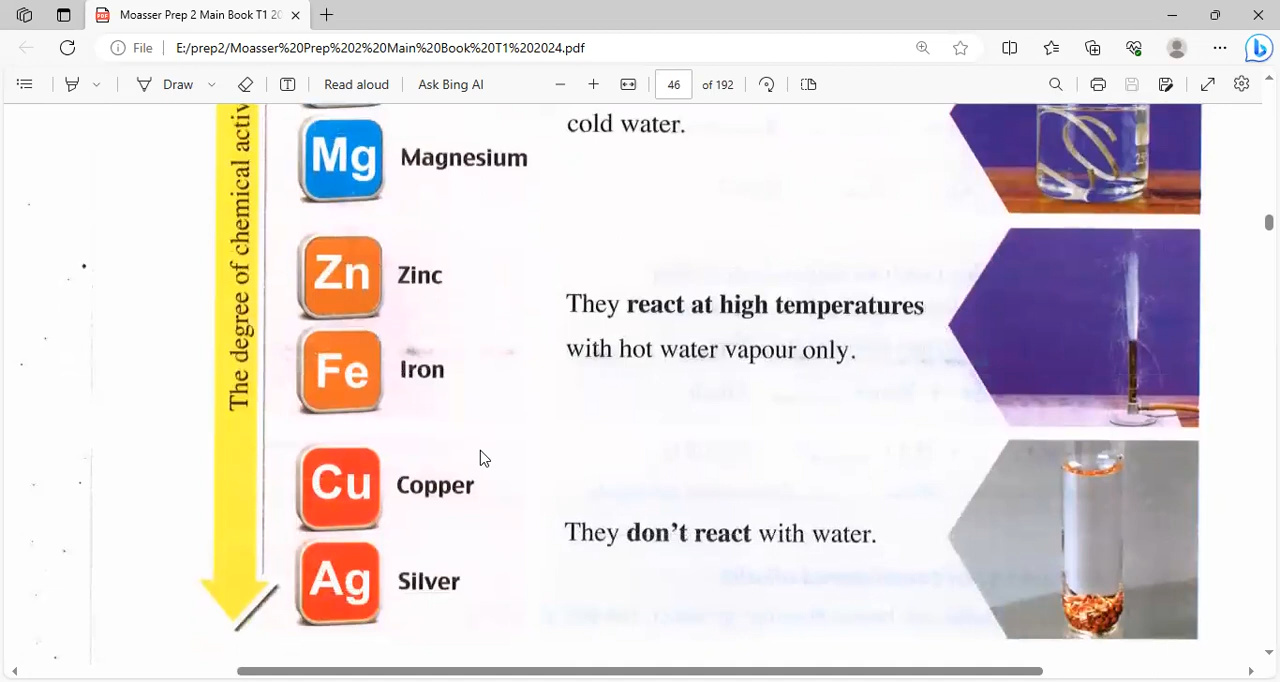 Moasser Prep 2 Main Book T1 20
File
E:/prep2/Moasser%20Prep%202%20Main%20Book%20T1%202024.pdf
Draw
Read aloud
Ask Bing AI
46
of 192
The degree of chemical activ
cold water.
Mg
Magnesium
Zn
Zinc
They react at high temperatures
with hot water vapour only.
Fe
Iron
Cu
Copper
They don't react with water.
Ag
Silver